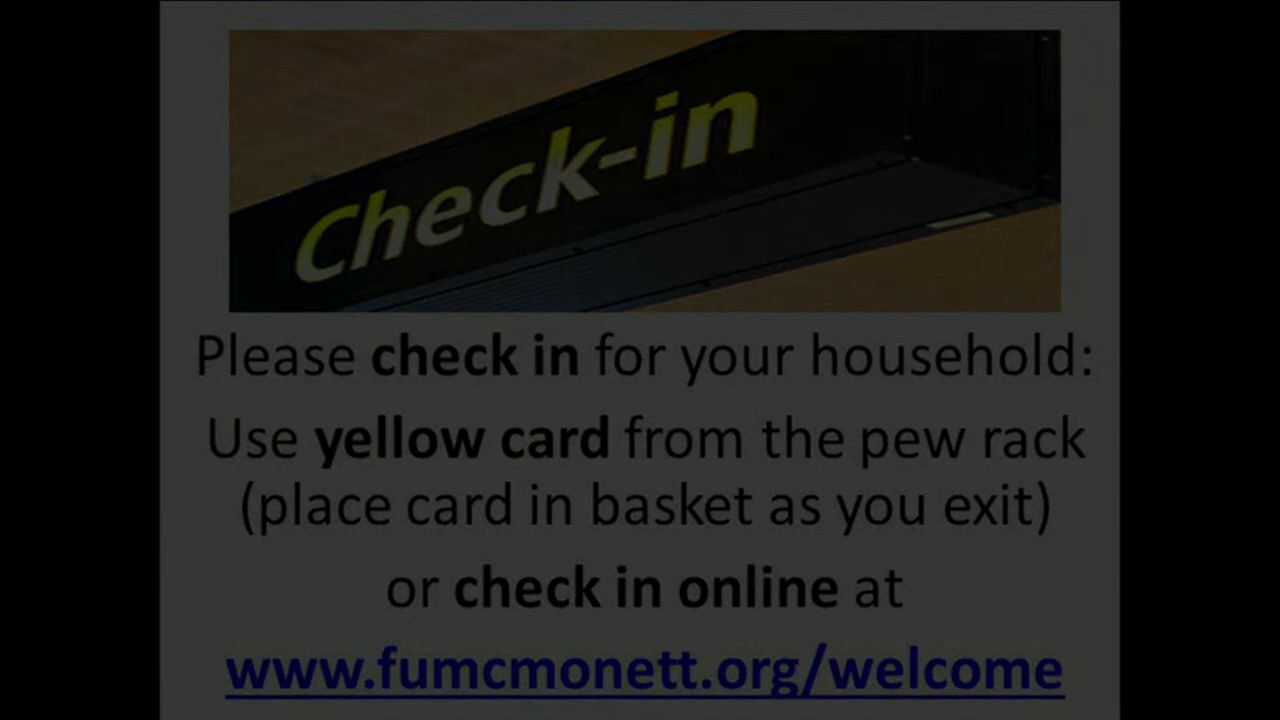 Check-in
Please check in for your household:
Use yellow card from the pew rack
(place card in basket as you exit)
or check in online at
www.fumcmonett.org/welcome